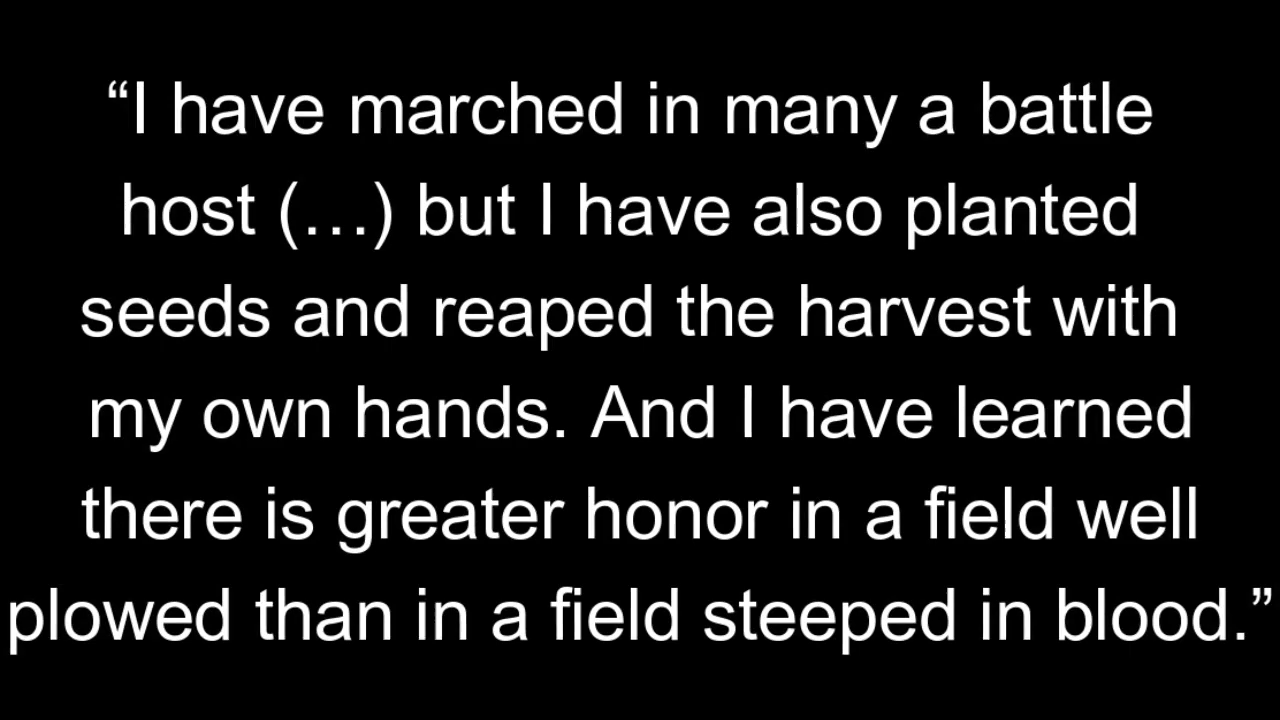 “I have marched in many a battle
host (…) but I have also planted
seeds and reaped the harvest with
my own hands. And I have learned
there is greater honor in a field well
plowed than in a field steeped in blood.”